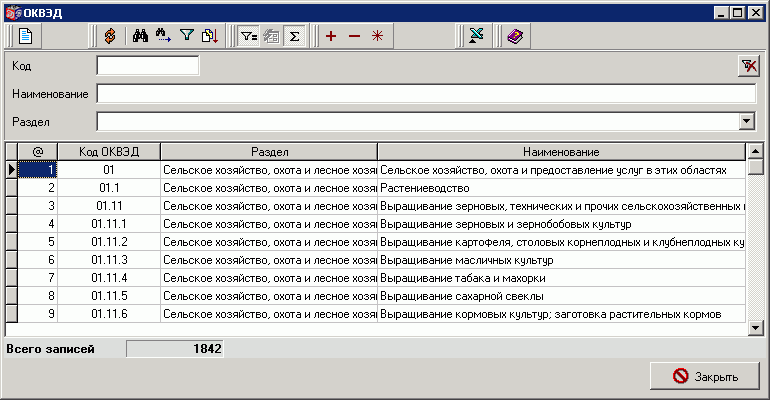 ОКВЭД
Код
Наименование
Раздел
@ Код ОКВЭД Раздел Наименование
1 01 Сельское хозяйство, охота и лесное хозя Сельское хозяйство, охота и предоставление услуг в этих областях
2 01.1 Сельское хозяйство, охота и лесное хозя Растениеводство
3 01.11 Сельское хозяйство, охота и лесное хозя Выращивание зерновых, технических и прочих сельскохозяйственных
4 01.11.1 Сельское хозяйство, охота и лесное хозя Выращивание зерновых и зернобобовых культур
5 01.11.2 Сельское хозяйство, охота и лесное хозя Выращивание картофеля, столовых корнеплодных и клубнеплодных ку
6 01.11.3 Сельское хозяйство, охота и лесное хозя Выращивание масличных культур
7 01.11.4 Сельское хозяйство, охота и лесное хозя Выращивание табака и махорки
8 01.11.5 Сельское хозяйство, охота и лесное хозя Выращивание сахарной свеклы
9 01.11.6 Сельское хозяйство, охота и лесное хозя Выращивание кормовых культур; заготовка растительных кормов
Всего записей 1842
Закрыть